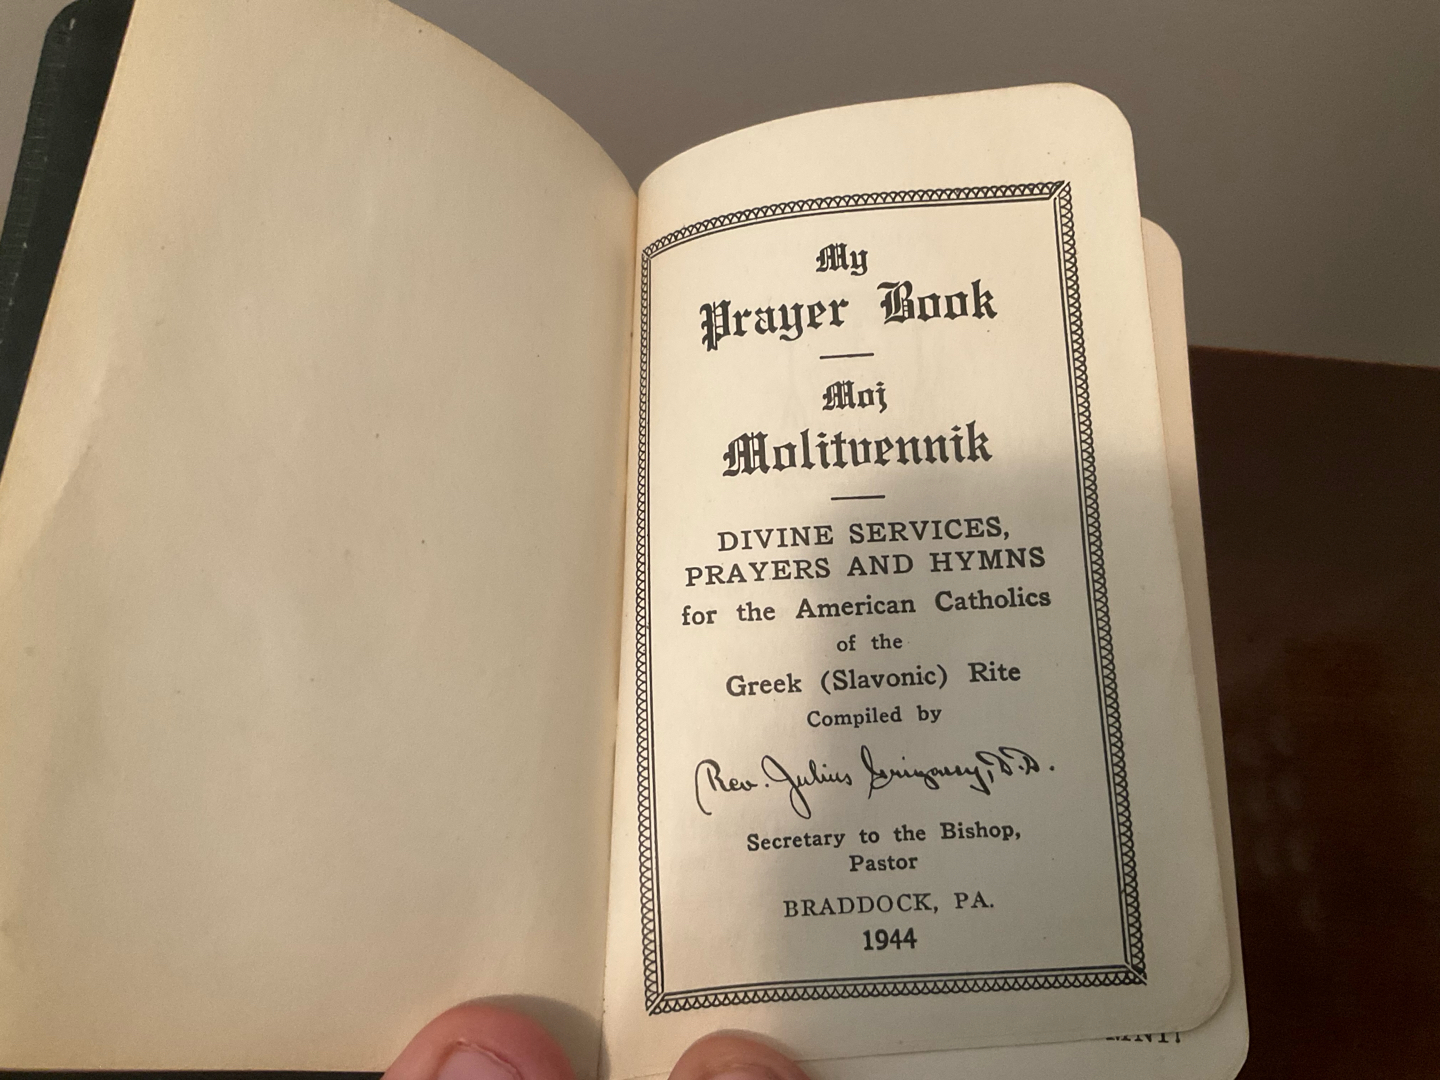 My
Prayer Book
Moj
Molitvennik
DIVINE SERVICES,
PRAYERS AND HYMNS
for the American Catholics
of the
Greek (Slavonic) Rite
Compiled by
Rev. Julius Grigassy, D.D.
Secretary to the Bishop,
Pastor
BRADDOCK, PA.
1944